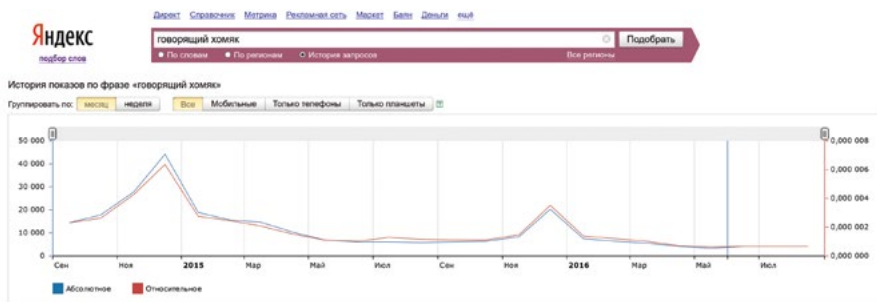 Директ Справочник Метрика Рекламная сеть Маркет Баян Деньги ещё
Яндекс
подбор слов
говорящий хомяк
Подобрать
По словам По регионам История запросов Все регионы
История показов по фразе «говорящий хомяк»
Группировать по: месяц неделя Все Мобильные Только телефоны Только планшеты
50 000
40 000
30 000
20 000
10 000
0
0,000 008
0,000 006
0,000 004
0,000 002
0,000 000
Сен Ноя 2015 Мар Май Июл Сен Ноя 2016 Мар Май Июл
Абсолютное Относительное